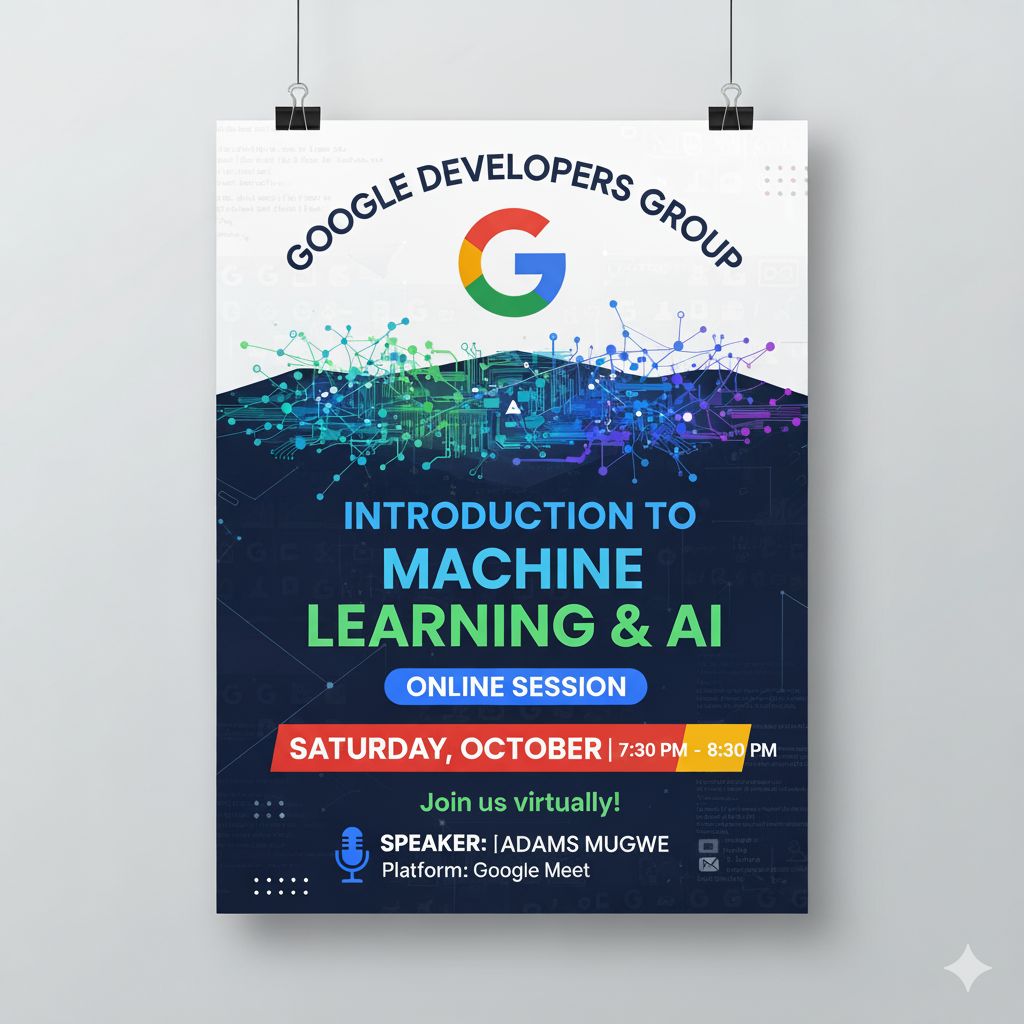 GOOGLE DEVELOPERS GROUP
INTRODUCTION TO
MACHINE
LEARNING & AI
ONLINE SESSION
SATURDAY, OCTOBER | 7:30 PM - 8:30 PM
Join us virtually!
SPEAKER: |ADAMS MUGWE
Platform: Google Meet